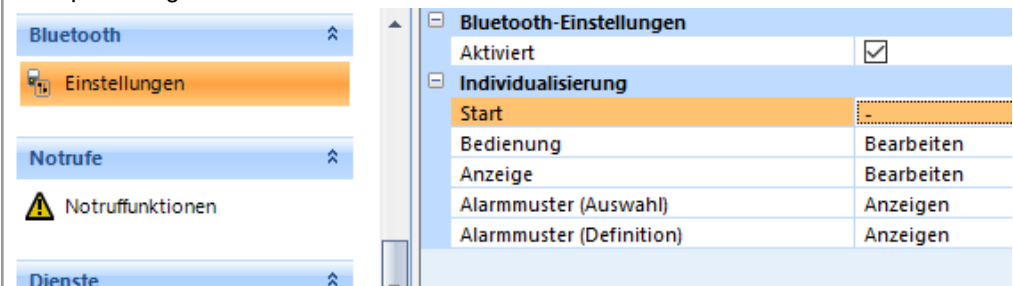 Bluetooth
Einstellungen
Notrufe
Notruffunktionen
Dienste
Bluetooth-Einstellungen
Aktiviert
Individualisierung
Start -
Bedienung Bearbeiten
Anzeige Bearbeiten
Alarmmuster (Auswahl) Anzeigen
Alarmmuster (Definition) Anzeigen